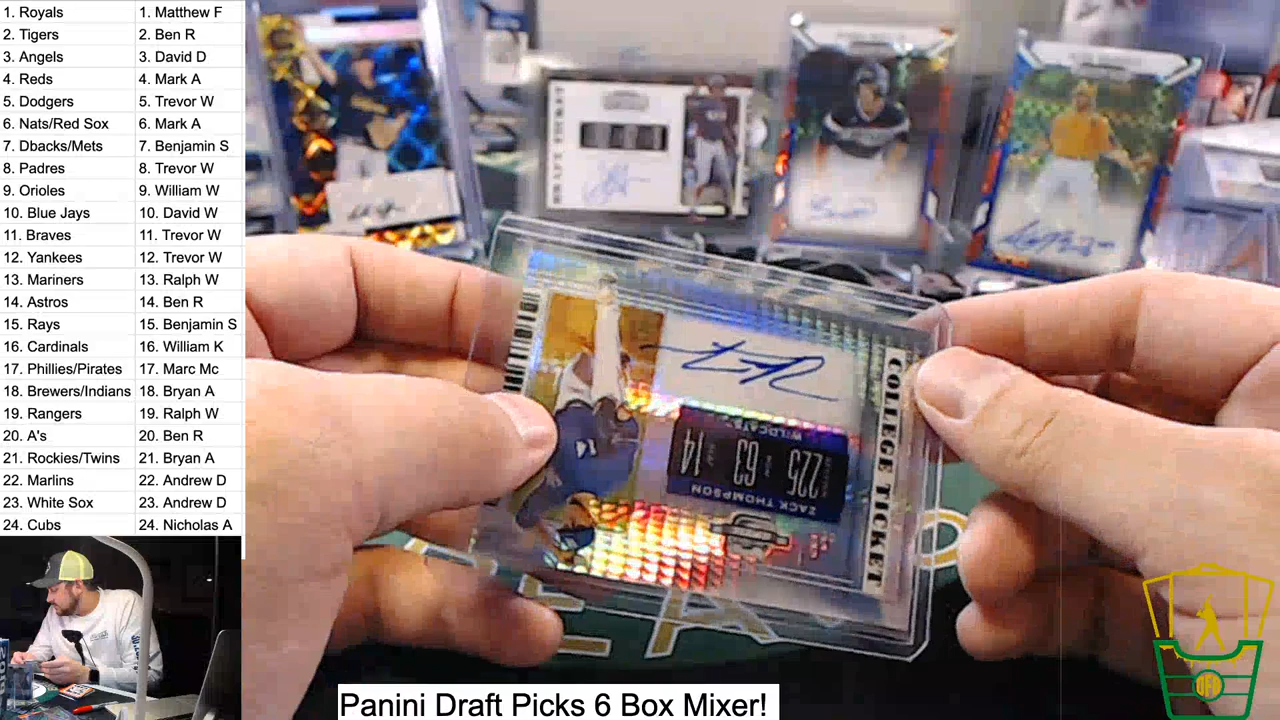 1. Royals
2. Tigers
3. Angels
4. Reds
5. Dodgers
6. Nats/Red Sox
7. Dbacks/Mets
8. Padres
9. Orioles
10. Blue Jays
11. Braves
12. Yankees
13. Mariners
14. Astros
15. Rays
16. Cardinals
17. Phillies/Pirates
18. Brewers/Indians
19. Rangers
20. A's
21. Rockies/Twins
22. Marlins
23. White Sox
24. Cubs
1. Matthew F
2. Ben R
3. David D
4. Mark A
5. Trevor W
6. Mark A
7. Benjamin S
8. Trevor W
9. William W
10. David W
11. Trevor W
12. Trevor W
13. Ralph W
14. Ben R
15. Benjamin S
16. William K
17. Marc Mc
18. Bryan A
19. Ralph W
20. Ben R
21. Bryan A
22. Andrew D
23. Andrew D
24. Nicholas A
DRAFT TICKET
COLLEGE TICKET
WILDCATS
225 63 14
SECTION ROW SEAT
ZACK THOMPSON
14
Panini Draft Picks 6 Box Mixer!